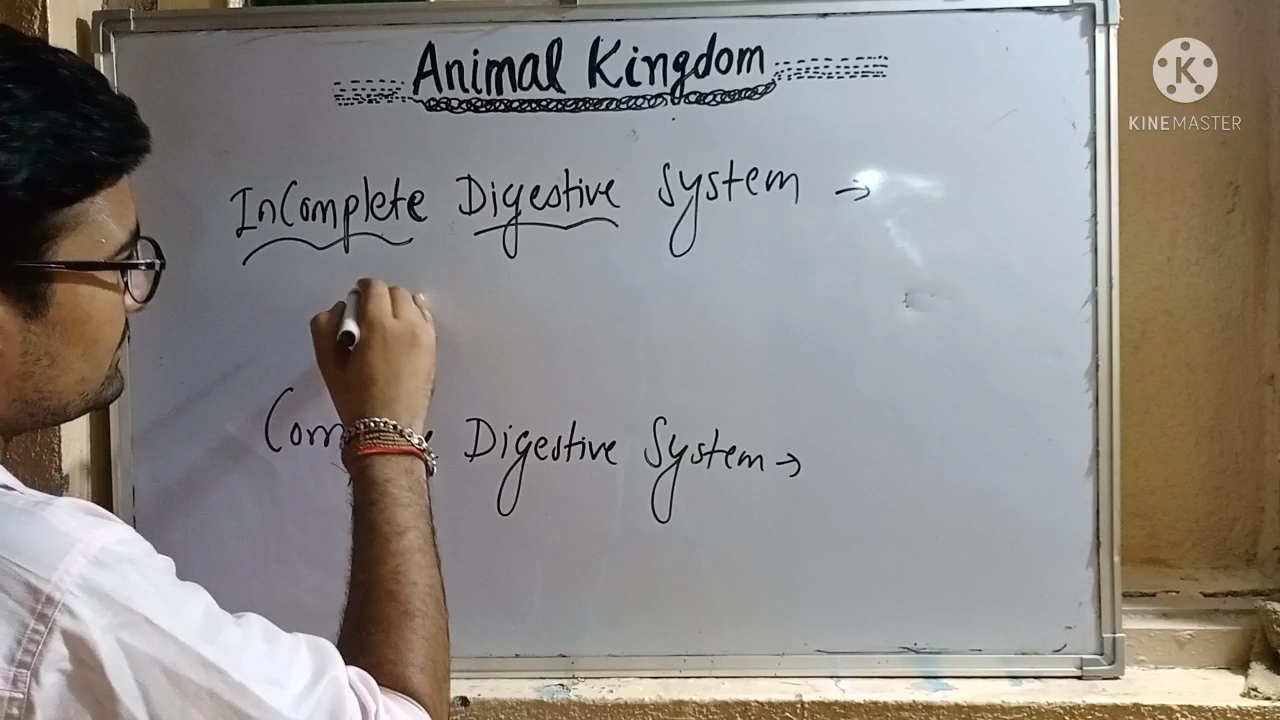 Animal Kingdom
K
KINEMASTER
InComplete Digestive System →
Digestive System →